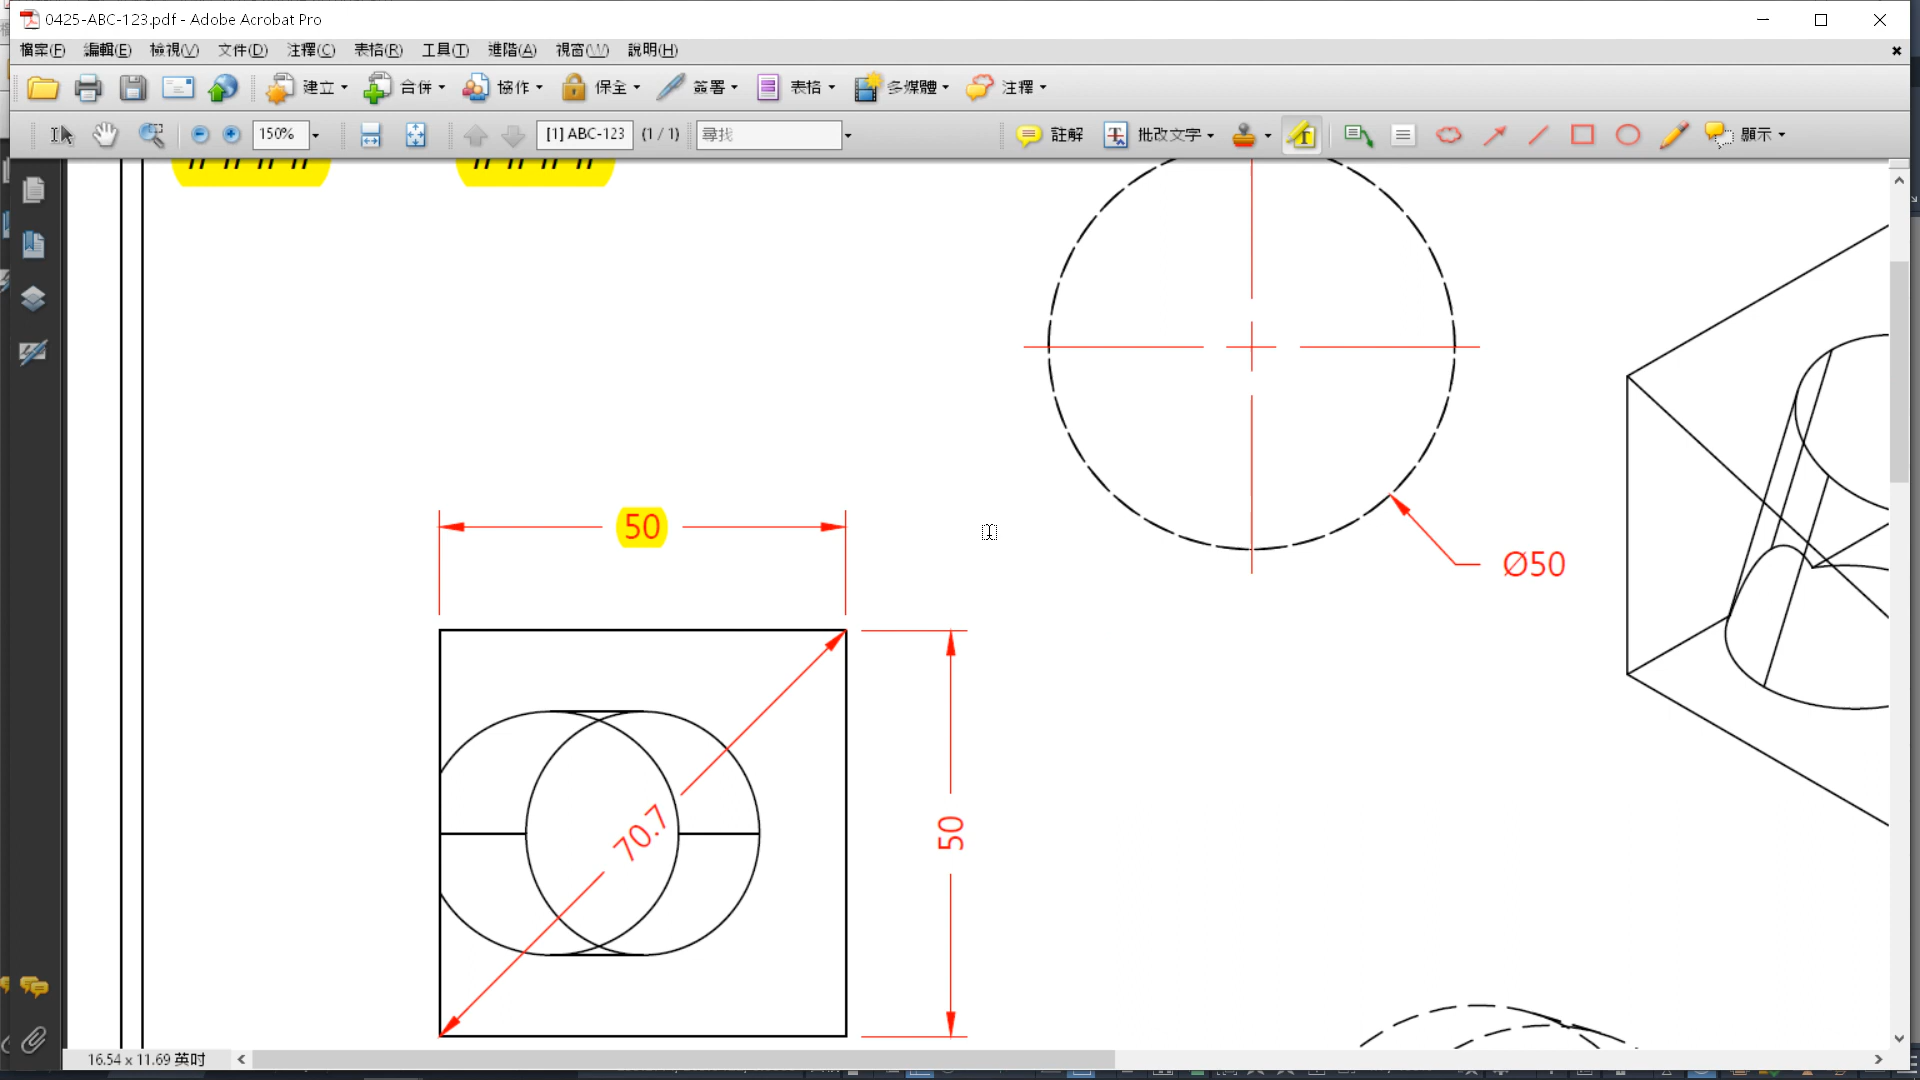 0425-ABC-123.pdf - Adobe Acrobat Pro
檔案(F) 編輯(E) 檢視(V) 文件(D) 注釋(C) 表格(R) 工具(T) 進階(A) 視窗(W) 說明(H)
建立 合併 協作 保全 簽署 表格 多媒體 注釋
150% [1] ABC-123 (1 / 1) 尋找 註解 批改文字 顯示
50
Ø50
70.7
50
16.54 x 11.69 英吋